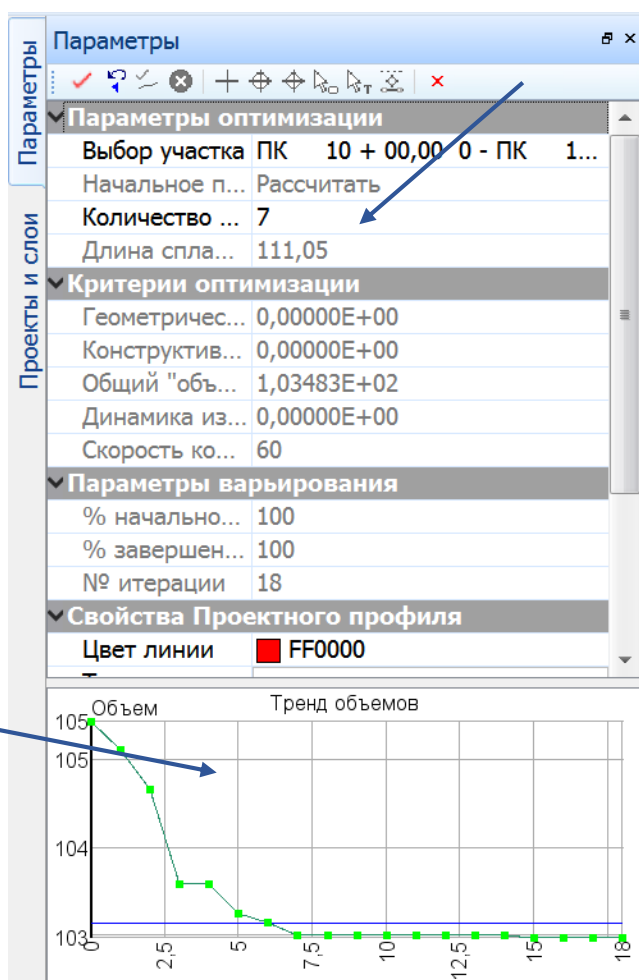 Параметры
Параметры
Проекты и слои
Параметры оптимизации
Выбор участка ПК 10 + 00,00 0 - ПК 1...
Начальное п... Рассчитать
Количество ... 7
Длина спла... 111,05
Критерии оптимизации
Геометричес... 0,00000E+00
Конструктив... 0,00000E+00
Общий "объ... 1,03483E+02
Динамика из... 0,00000E+00
Скорость ко... 60
Параметры варьирования
% начально... 100
% завершен... 100
№ итерации 18
Свойства Проектного профиля
Цвет линии FF0000
Объем Тренд объемов
105
105
104
103
0 2,5 5 7,5 10 12,5 15 18